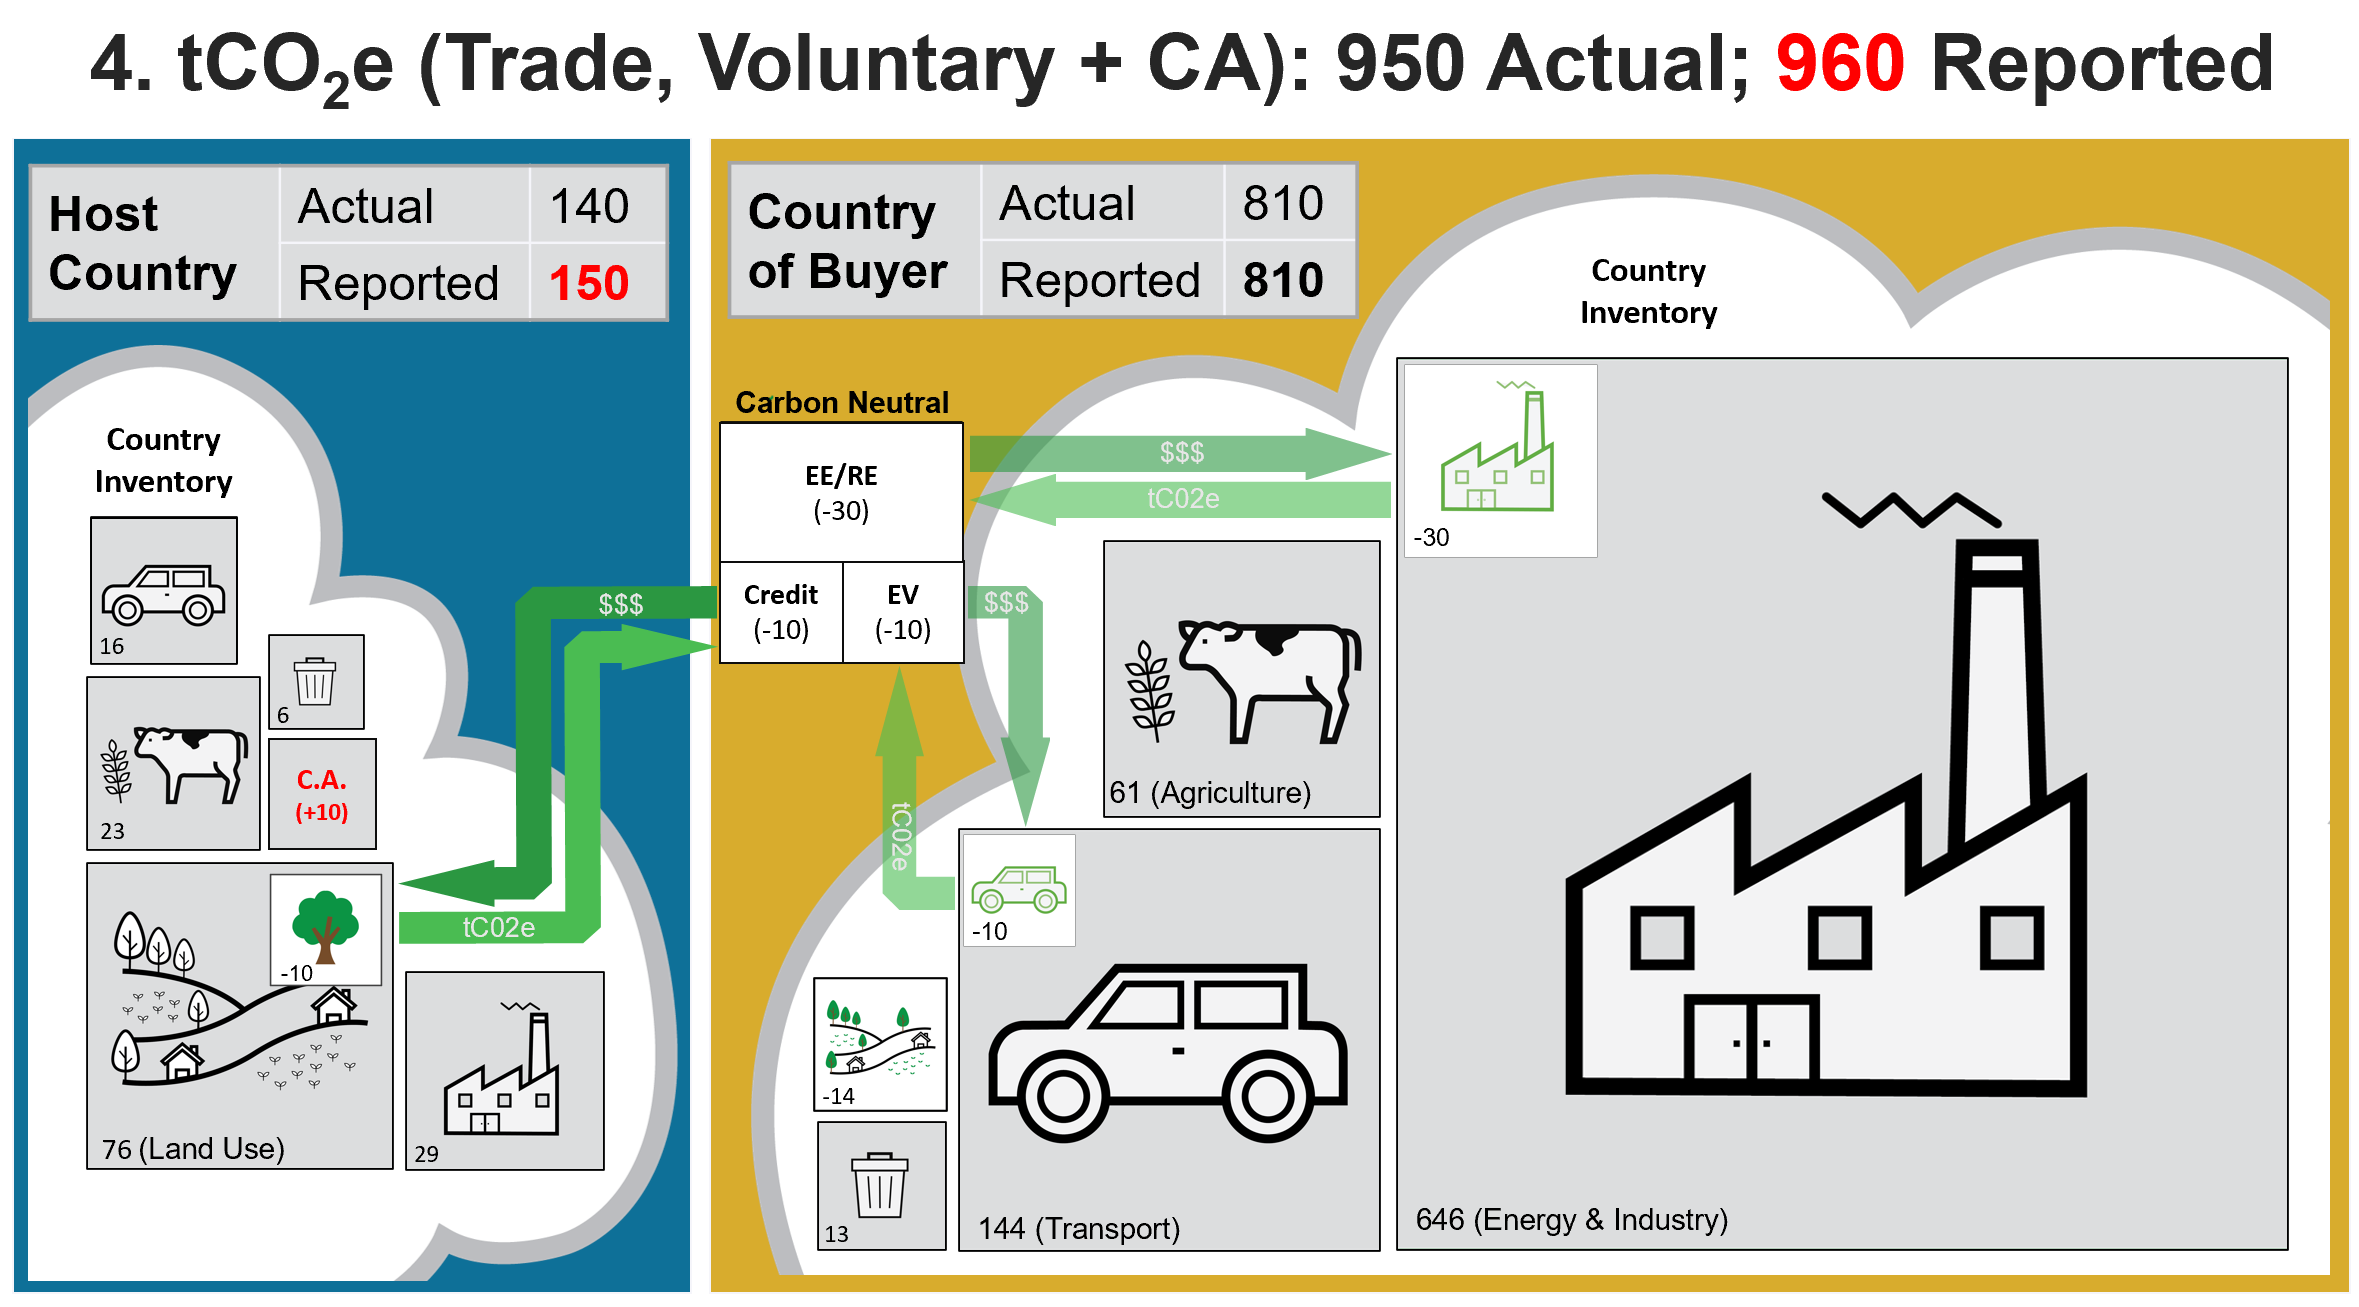 4. tCO₂e (Trade, Voluntary + CA): 950 Actual; 960 Reported
Host
Country
Actual
140
Reported
150
Country
of Buyer
Actual
810
Reported
810
Country
Inventory
16
6
23
C.A.
(+10)
-10
76 (Land Use)
29
$$$
tC02e
Carbon Neutral
EE/RE
(-30)
Credit
(-10)
EV
(-10)
$$$
tC02e
$$$
tC02e
Country
Inventory
-30
61 (Agriculture)
-10
-14
13
144 (Transport)
646 (Energy & Industry)